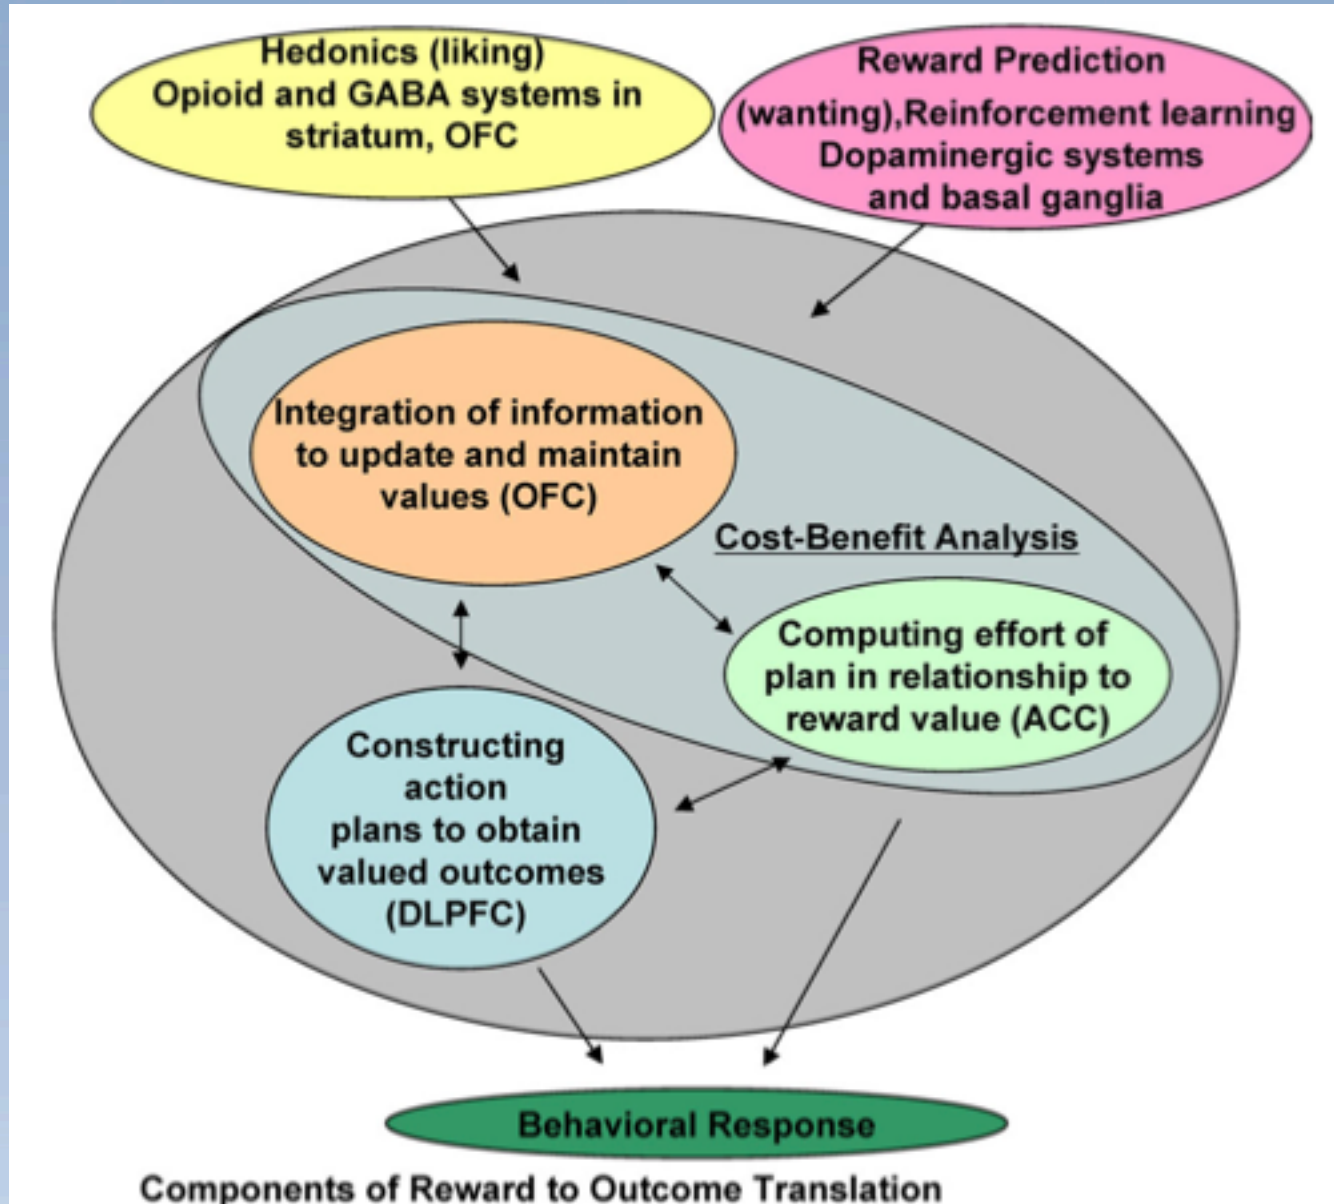 Hedonics (liking)
Opioid and GABA systems in
striatum, OFC
Reward Prediction
(wanting),Reinforcement learning
Dopaminergic systems
and basal ganglia
Integration of information
to update and maintain
values (OFC)
Cost-Benefit Analysis
Computing effort of
plan in relationship to
reward value (ACC)
Constructing
action
plans to obtain
valued outcomes
(DLPFC)
Behavioral Response
Components of Reward to Outcome Translation